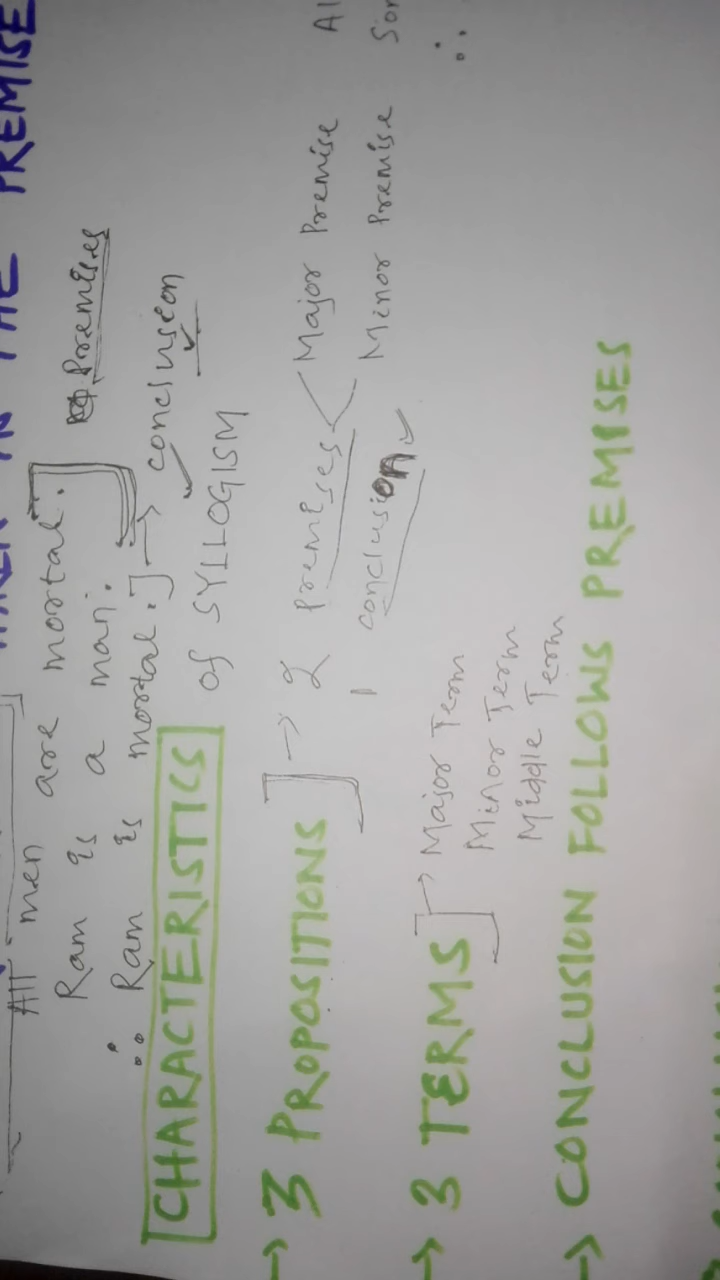 IN THE PREMISE
All men are mortal.
Ram is a man.
Premises
∴ Ram is mortal. → conclusion
CHARACTERISTICS of SYLLOGISM
→ 3 PROPOSITIONS → 2 Premises Major Premise
Minor Premise
1 conclusion
→ 3 TERMS → Major Term
Minor Term
Middle Term
→ CONCLUSION FOLLOWS PREMISES